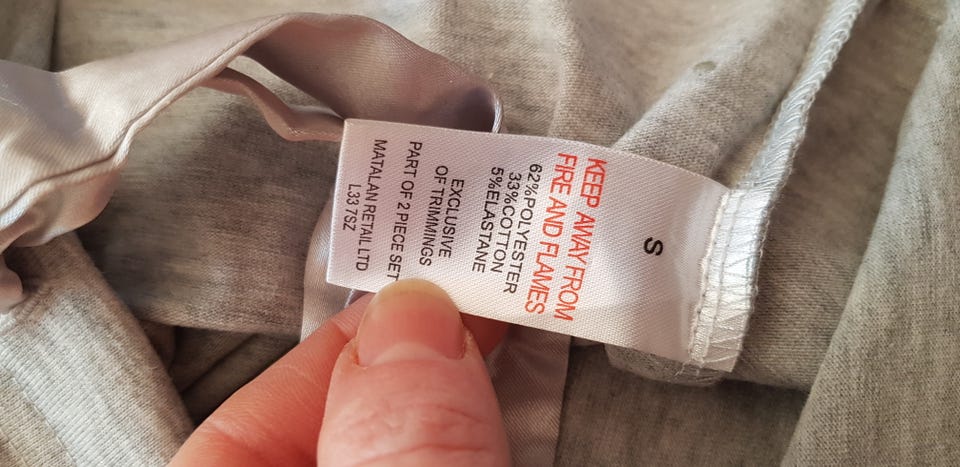 S
KEEP AWAY FROM
FIRE AND FLAMES
62%POLYESTER
33%COTTON
5%ELASTANE
EXCLUSIVE
OF TRIMMINGS
PART OF 2 PIECE SET
MATALAN RETAIL LTD
L33 7SZ